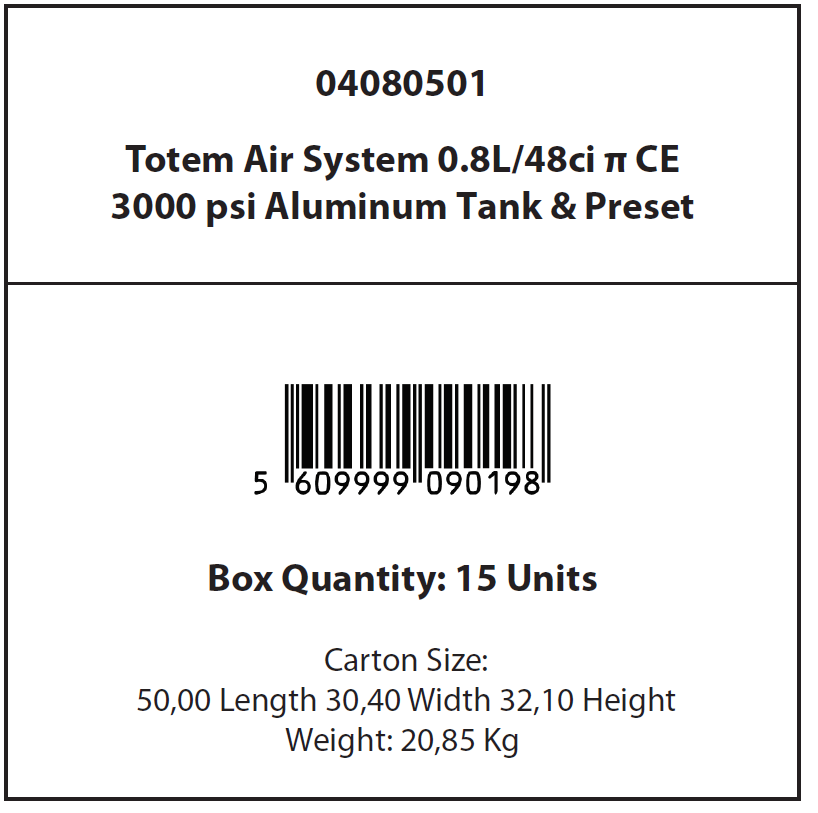 04080501
Totem Air System 0.8L/48ci π CE
3000 psi Aluminum Tank & Preset
5 609999 090198
Box Quantity: 15 Units
Carton Size:
50,00 Length 30,40 Width 32,10 Height
Weight: 20,85 Kg